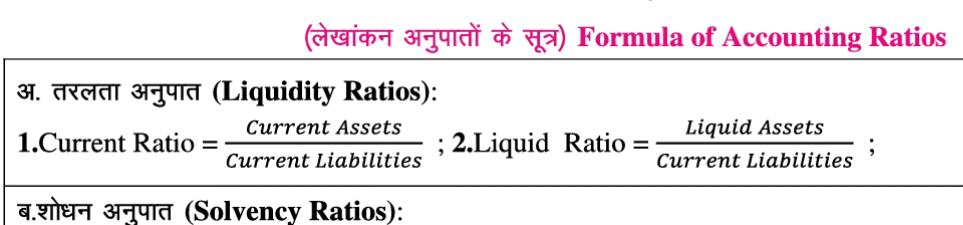 (लेखांकन अनुपातों के सूत्र) Formula of Accounting Ratios
अ. तरलता अनुपात (Liquidity Ratios):
1.Current Ratio = Current Assets / Current Liabilities ; 2.Liquid Ratio = Liquid Assets / Current Liabilities ;
ब.शोधन अनुपात (Solvency Ratios):